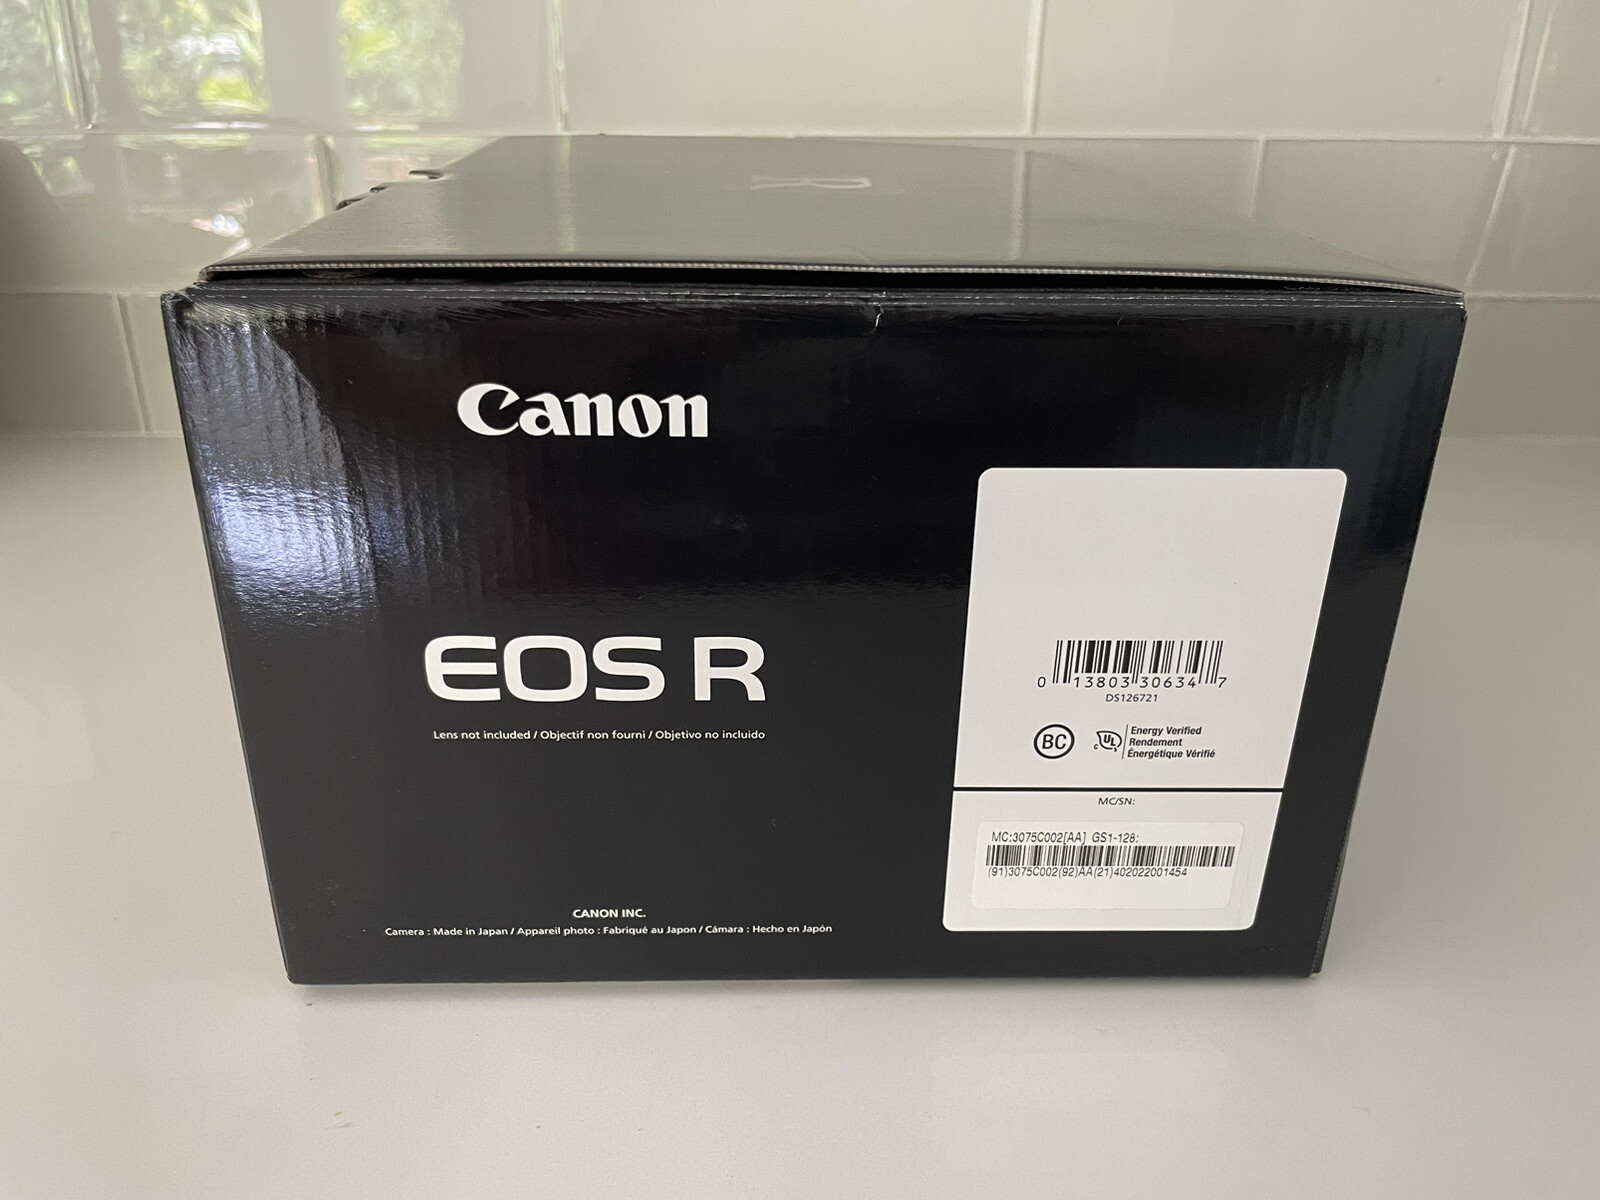 R
Canon
EOS R
Lens not included / Objectif non fourni / Objetivo no incluido
CANON INC.
Camera : Made in Japan / Appareil photo : Fabriqué au Japon / Cámara : Hecho en Japón
0 13803 30634 7
DS126721
BC
C UL US
Energy Verified
Rendement
Énergétique Vérifié
MC/SN:
MC:3075C002[AA] GS1-128:
(91)3075C002(92)AA(21)402022001454